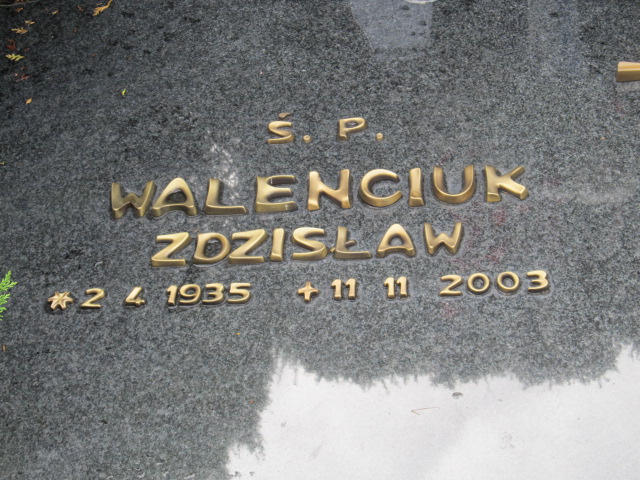 Ś. P.
WALENCIUK
ZDZISŁAW
* 2 4 1935 + 11 11 2003